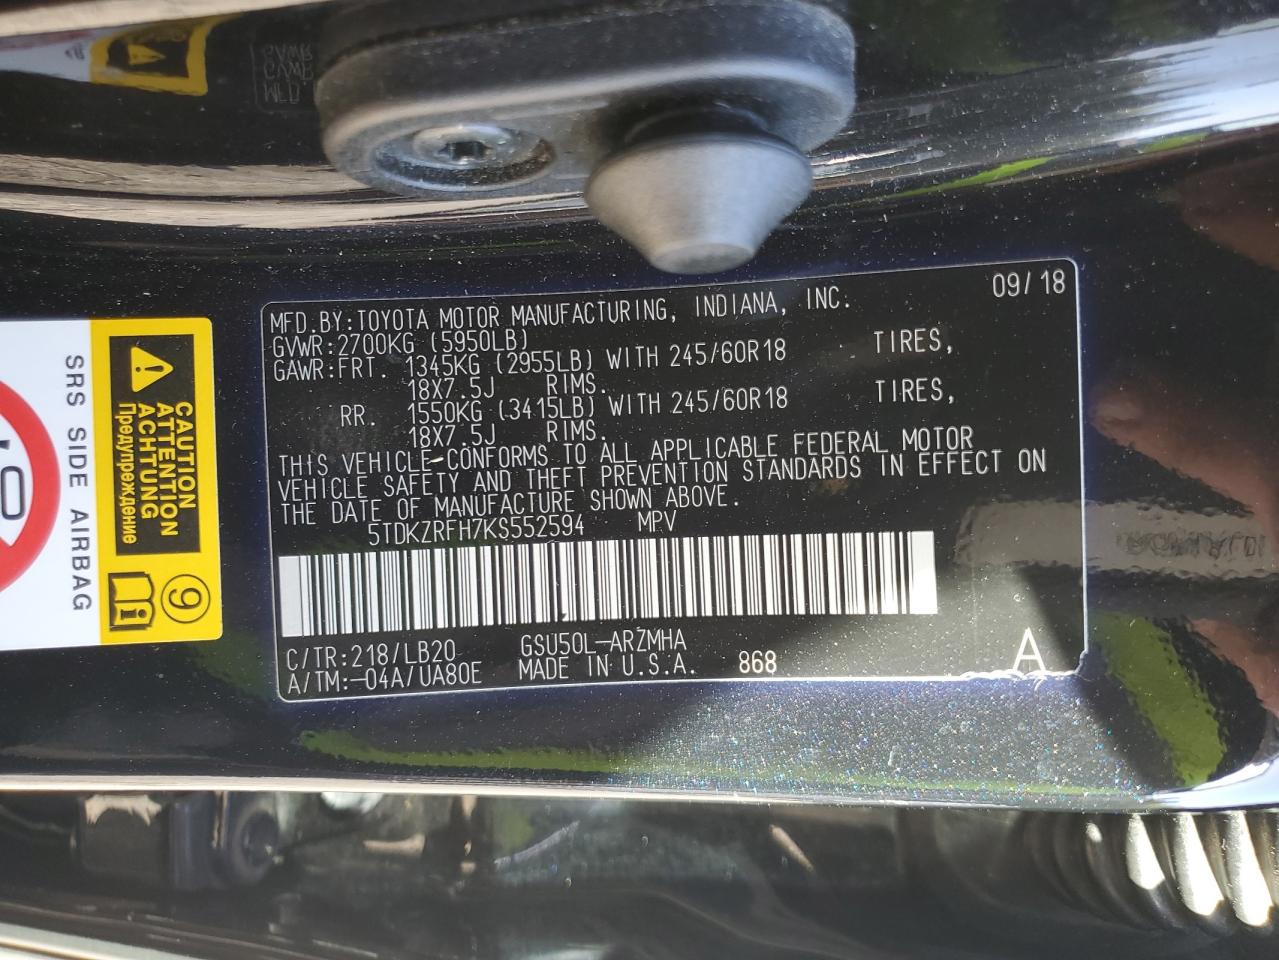 MFD.BY:TOYOTA MOTOR MANUFACTURING, INDIANA, INC. 09/18
GVWR:2700KG (5950LB)
GAWR:FRT. 1345KG (2955LB) WITH 245/60R18 TIRES,
18X7.5J RIMS.
RR. 1550KG (3415LB) WITH 245/60R18 TIRES,
18X7.5J RIMS.
THIS VEHICLE CONFORMS TO ALL APPLICABLE FEDERAL MOTOR
VEHICLE SAFETY AND THEFT PREVENTION STANDARDS IN EFFECT ON
THE DATE OF MANUFACTURE SHOWN ABOVE.
5TDKZRFH7KS552594 MPV
C/TR:218/LB20 GSU50L-ARZMHA
A/TM:-04A/UA80E MADE IN U.S.A. 868 A
SRS SIDE AIRBAG
CAUTION
ATTENTION
ACHTUNG
Предупреждение
9